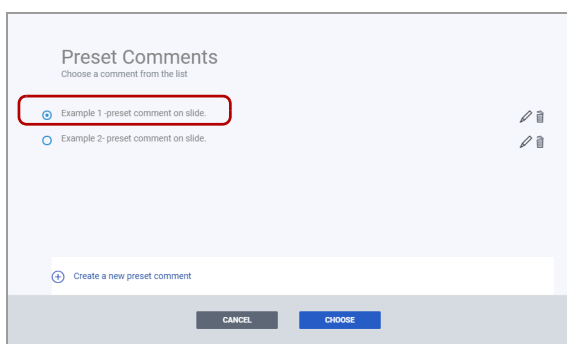 Preset Comments
Choose a comment from the list
Example 1 -preset comment on slide.
Example 2- preset comment on slide.
Create a new preset comment
CANCEL CHOOSE